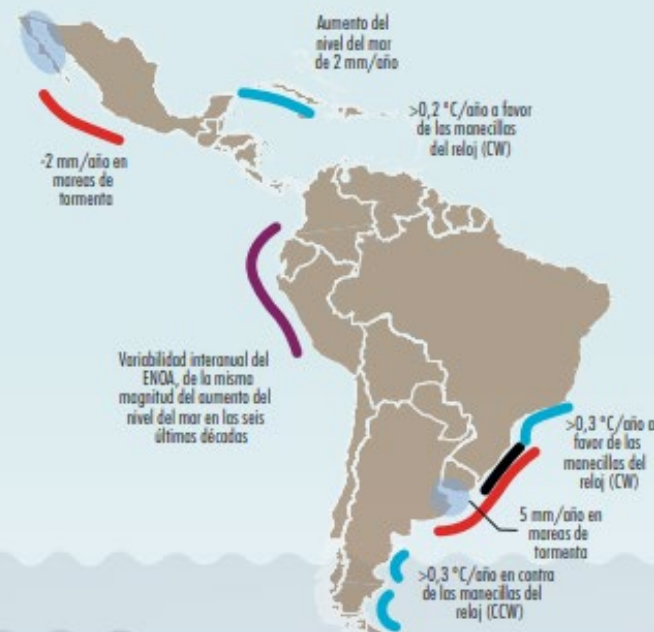 Aumento del
nivel del mar
de 2 mm/año
>0,2 °C/año a favor
de las manecillas
del reloj (CW)
-2 mm/año en
mareas de
tormenta
Variabilidad interanual del
ENOA, de la misma
magnitud del aumento del
nivel del mar en las seis
últimas décadas
>0,3 °C/año a
favor de las
manecillas del
reloj (CW)
5 mm/año en
mareas de
tormenta
>0,3 °C/año en contra
de las manecillas del
reloj (CCW)